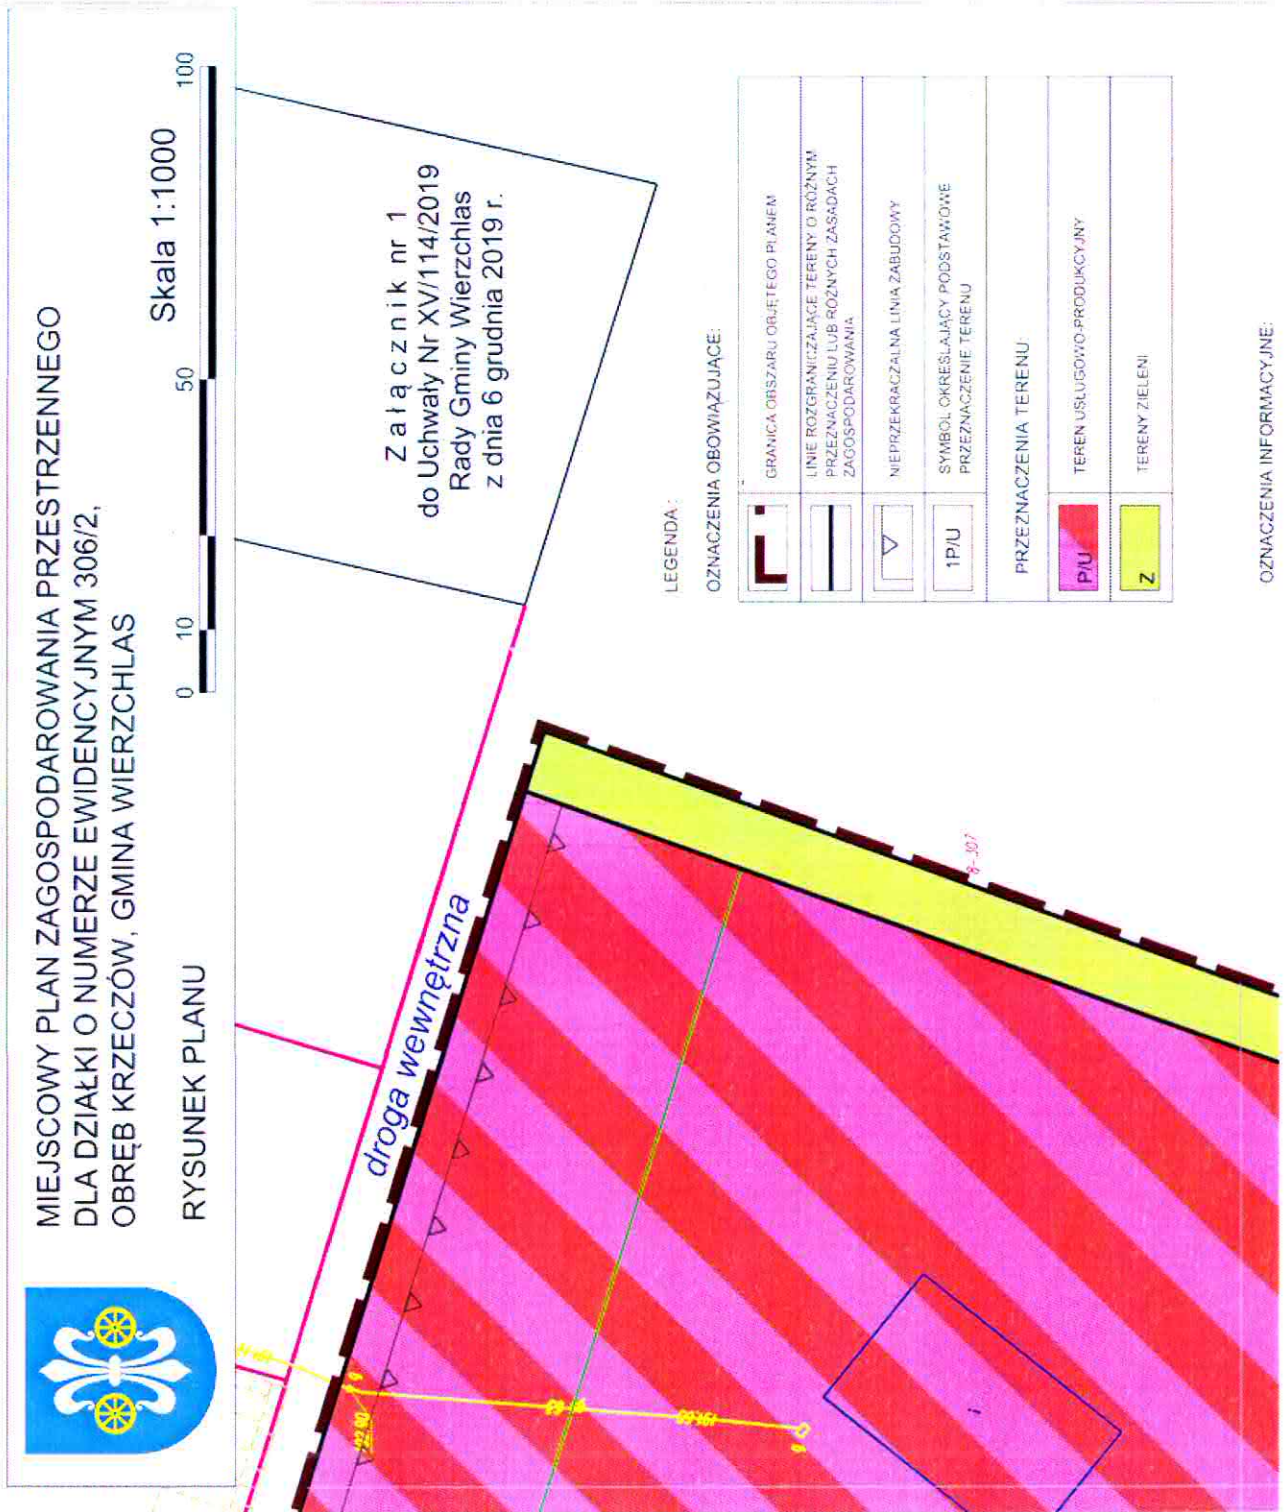 MIEJSCOWY PLAN ZAGOSPODAROWANIA PRZESTRZENNEGO
DLA DZIAŁKI O NUMERZE EWIDENCYJNYM 306/2,
OBRĘB KRZECZÓW, GMINA WIERZCHLAS
RYSUNEK PLANU
Skala 1:1000
0 10 50 100
Załącznik nr 1
do Uchwały Nr XV/114/2019
Rady Gminy Wierzchlas
z dnia 6 grudnia 2019 r.
droga wewnętrzna
8-307
i
LEGENDA:
OZNACZENIA OBOWIĄZUJĄCE:
GRANICA OBSZARU OBJĘTEGO PLANEM
LINIE ROZGRANICZAJĄCE TERENY O RÓŻNYM
PRZEZNACZENIU LUB RÓŻNYCH ZASADACH
ZAGOSPODAROWANIA
NIEPRZEKRACZALNA LINIA ZABUDOWY
1P/U
SYMBOL OKREŚLAJĄCY PODSTAWOWE
PRZEZNACZENIE TERENU
PRZEZNACZENIA TERENU:
P/U
TEREN USŁUGOWO-PRODUKCYJNY
Z
TERENY ZIELENI
OZNACZENIA INFORMACYJNE: